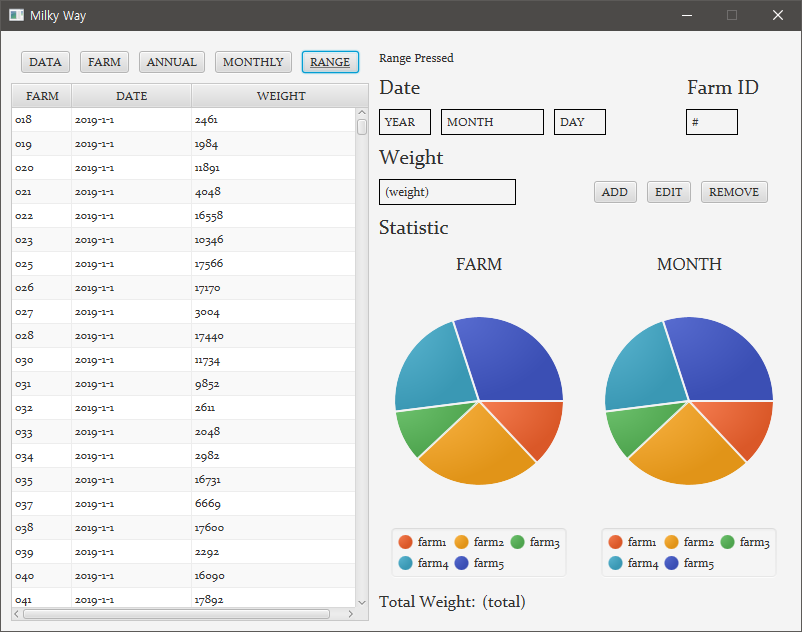 Milky Way
DATA FARM ANNUAL MONTHLY RANGE
Range Pressed
FARM DATE WEIGHT
018 2019-1-1 2461
019 2019-1-1 1984
020 2019-1-1 11891
021 2019-1-1 4048
022 2019-1-1 16558
023 2019-1-1 10346
025 2019-1-1 17566
026 2019-1-1 17170
027 2019-1-1 3004
028 2019-1-1 17440
030 2019-1-1 11734
031 2019-1-1 9852
032 2019-1-1 2611
033 2019-1-1 2048
034 2019-1-1 2982
035 2019-1-1 16731
037 2019-1-1 6669
038 2019-1-1 17600
039 2019-1-1 2292
040 2019-1-1 16090
041 2019-1-1 17892
Date Farm ID
YEAR MONTH DAY #
Weight
(weight) ADD EDIT REMOVE
Statistic
FARM MONTH
farm1 farm2 farm3
farm4 farm5
farm1 farm2 farm3
farm4 farm5
Total Weight: (total)